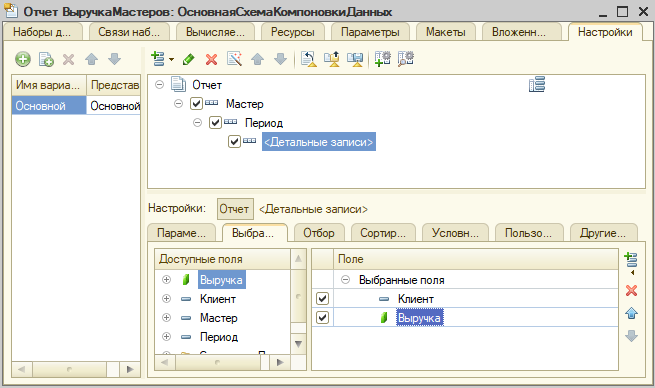 Отчет ВыручкаМастеров: ОсновнаяСхемаКомпоновкиДанных
Наборы д... Связи наб... Вычисляе... Ресурсы Параметры Макеты Вложенн... Настройки
Имя вариа... Представ
Основной Основной
Отчет
Мастер
Период
<Детальные записи>
Настройки: Отчет <Детальные записи>
Параме... Выбра... Отбор Сортир... Условн... Пользо... Другие...
Доступные поля
Выручка
Клиент
Мастер
Период
Поле
Выбранные поля
Клиент
Выручка